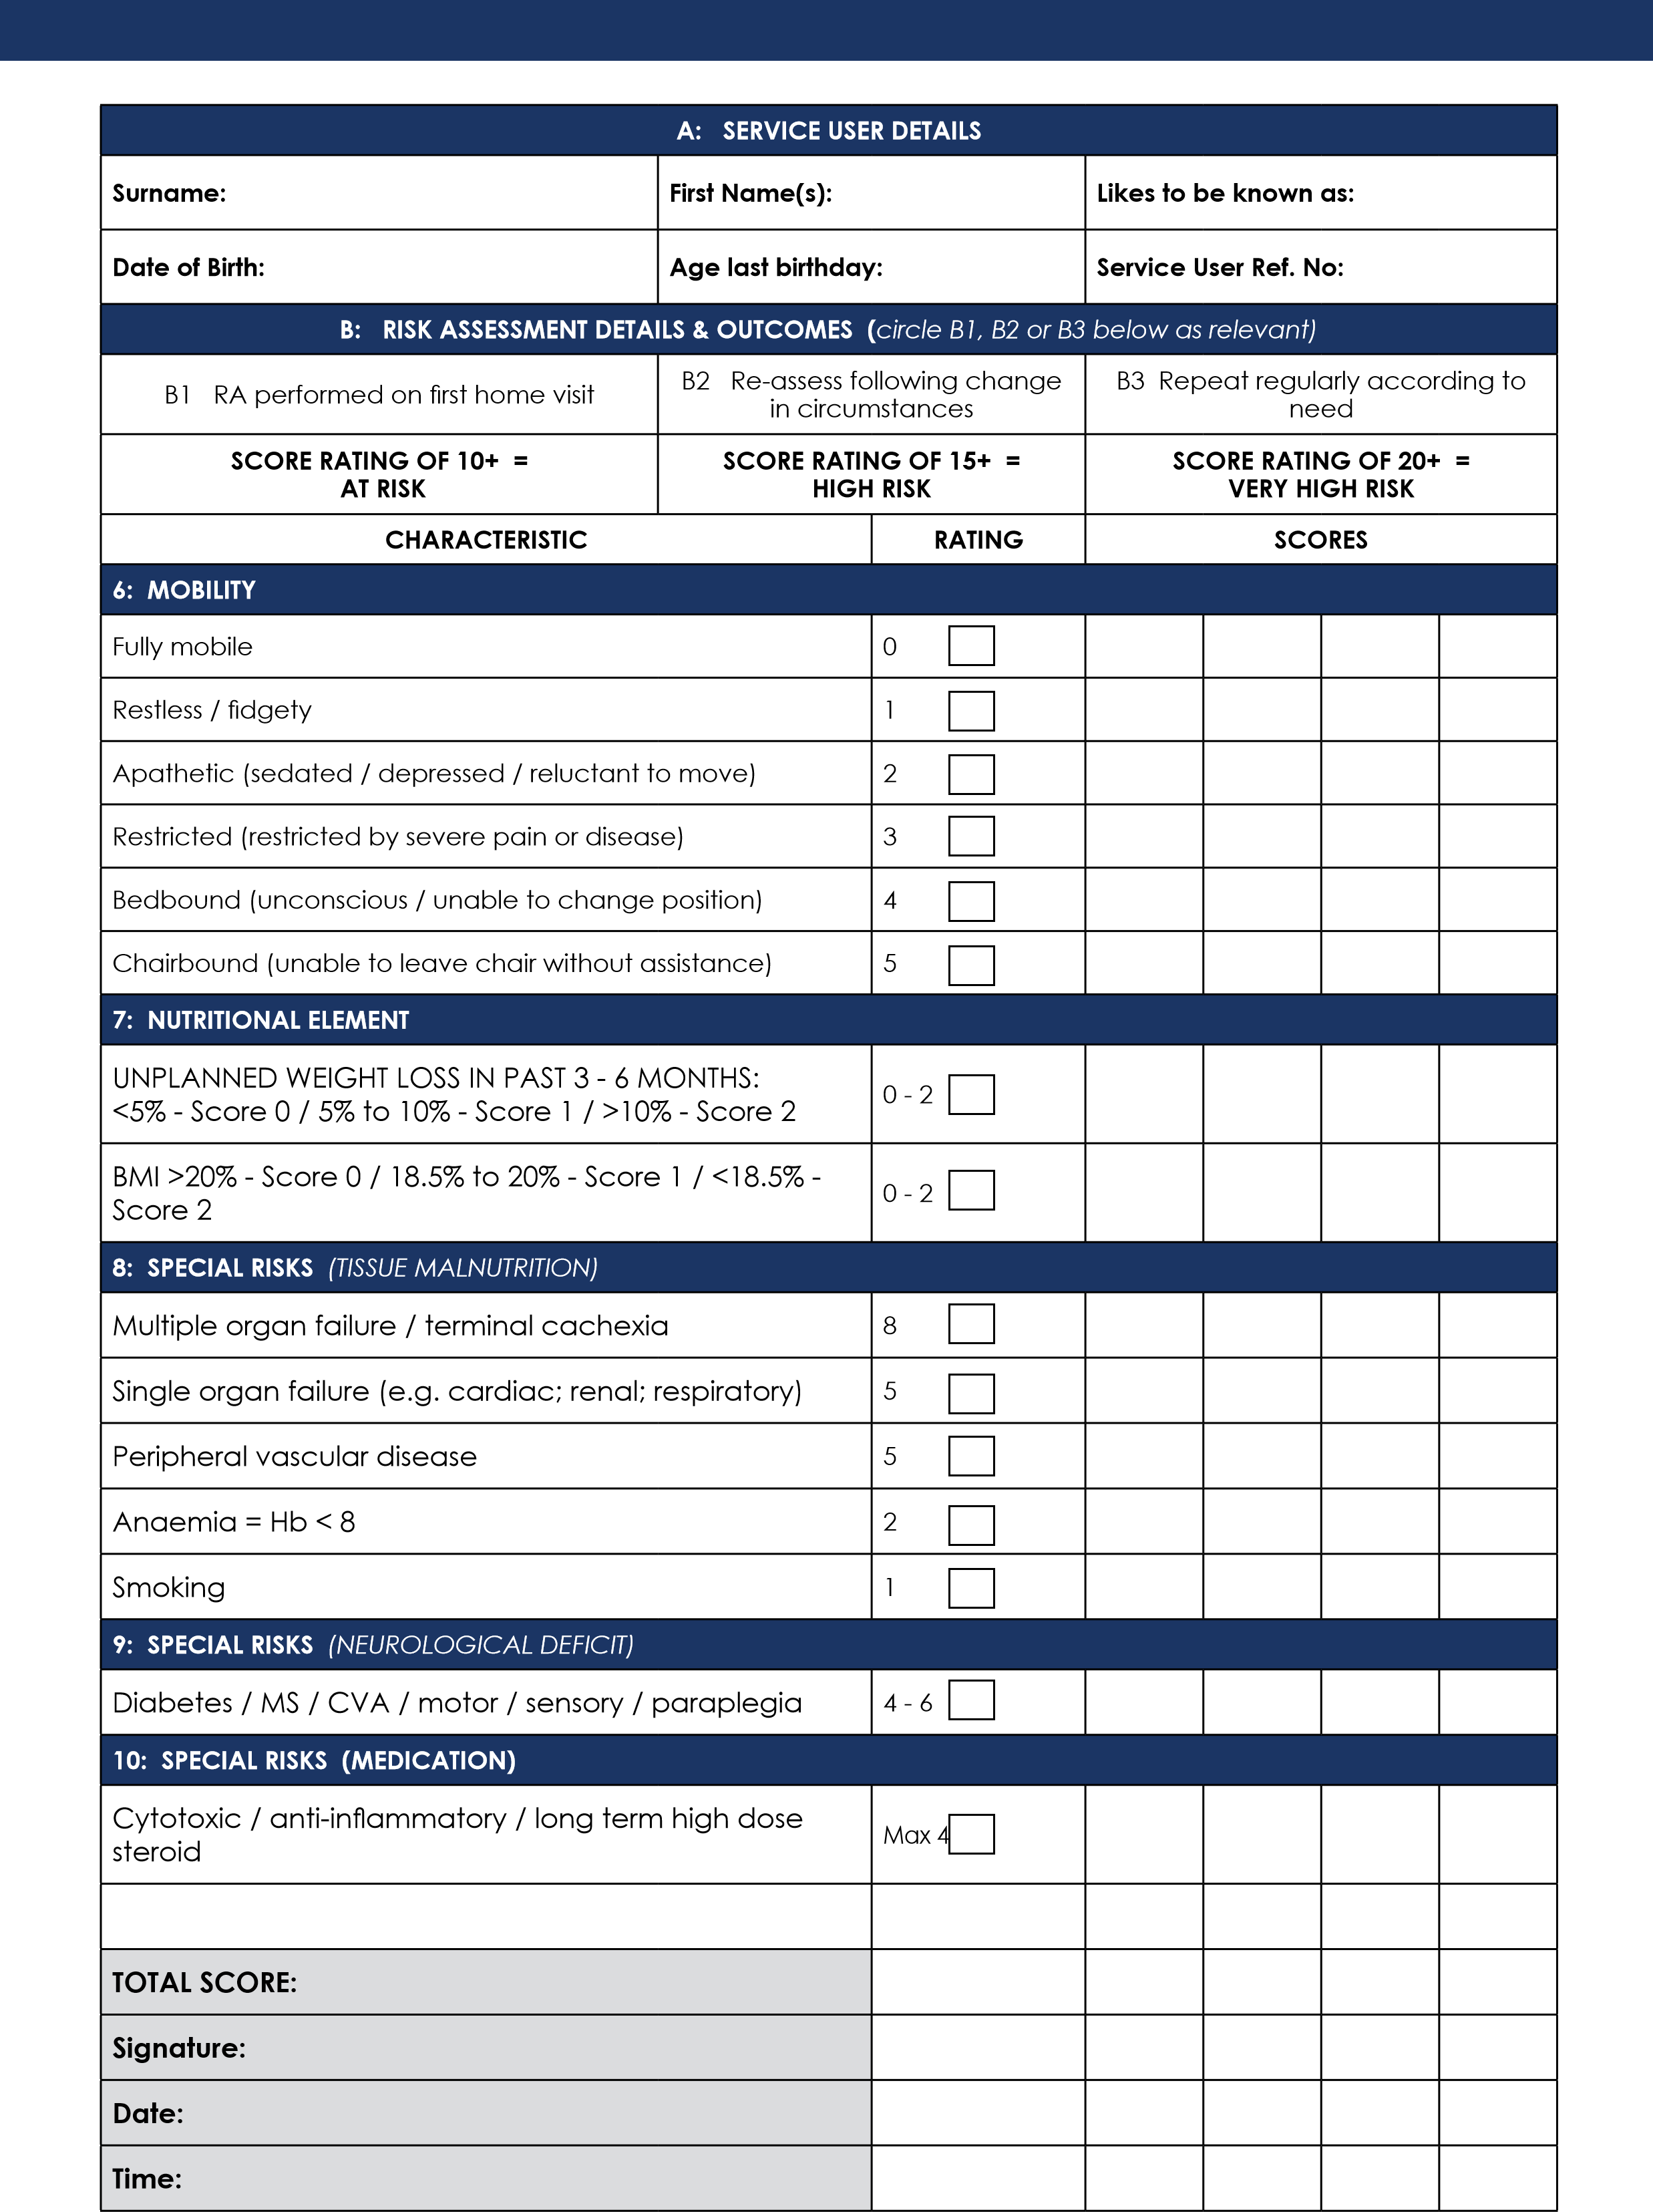 A: SERVICE USER DETAILS
Surname:
First Name(s):
Likes to be known as:
Date of Birth:
Age last birthday:
Service User Ref. No:
B: RISK ASSESSMENT DETAILS & OUTCOMES (circle B1, B2 or B3 below as relevant)
B1 RA performed on first home visit
B2 Re-assess following change
in circumstances
B3 Repeat regularly according to
need
SCORE RATING OF 10+ =
AT RISK
SCORE RATING OF 15+ =
HIGH RISK
SCORE RATING OF 20+ =
VERY HIGH RISK
CHARACTERISTIC
RATING
SCORES
6: MOBILITY
Fully mobile
0
Restless / fidgety
1
Apathetic (sedated / depressed / reluctant to move)
2
Restricted (restricted by severe pain or disease)
3
Bedbound (unconscious / unable to change position)
4
Chairbound (unable to leave chair without assistance)
5
7: NUTRITIONAL ELEMENT
UNPLANNED WEIGHT LOSS IN PAST 3 - 6 MONTHS:
<5% - Score 0 / 5% to 10% - Score 1 / >10% - Score 2
0 - 2
BMI >20% - Score 0 / 18.5% to 20% - Score 1 / <18.5% -
Score 2
0 - 2
8: SPECIAL RISKS (TISSUE MALNUTRITION)
Multiple organ failure / terminal cachexia
8
Single organ failure (e.g. cardiac; renal; respiratory)
5
Peripheral vascular disease
5
Anaemia = Hb < 8
2
Smoking
1
9: SPECIAL RISKS (NEUROLOGICAL DEFICIT)
Diabetes / MS / CVA / motor / sensory / paraplegia
4 - 6
10: SPECIAL RISKS (MEDICATION)
Cytotoxic / anti-inflammatory / long term high dose
steroid
Max 4
TOTAL SCORE:
Signature:
Date:
Time: